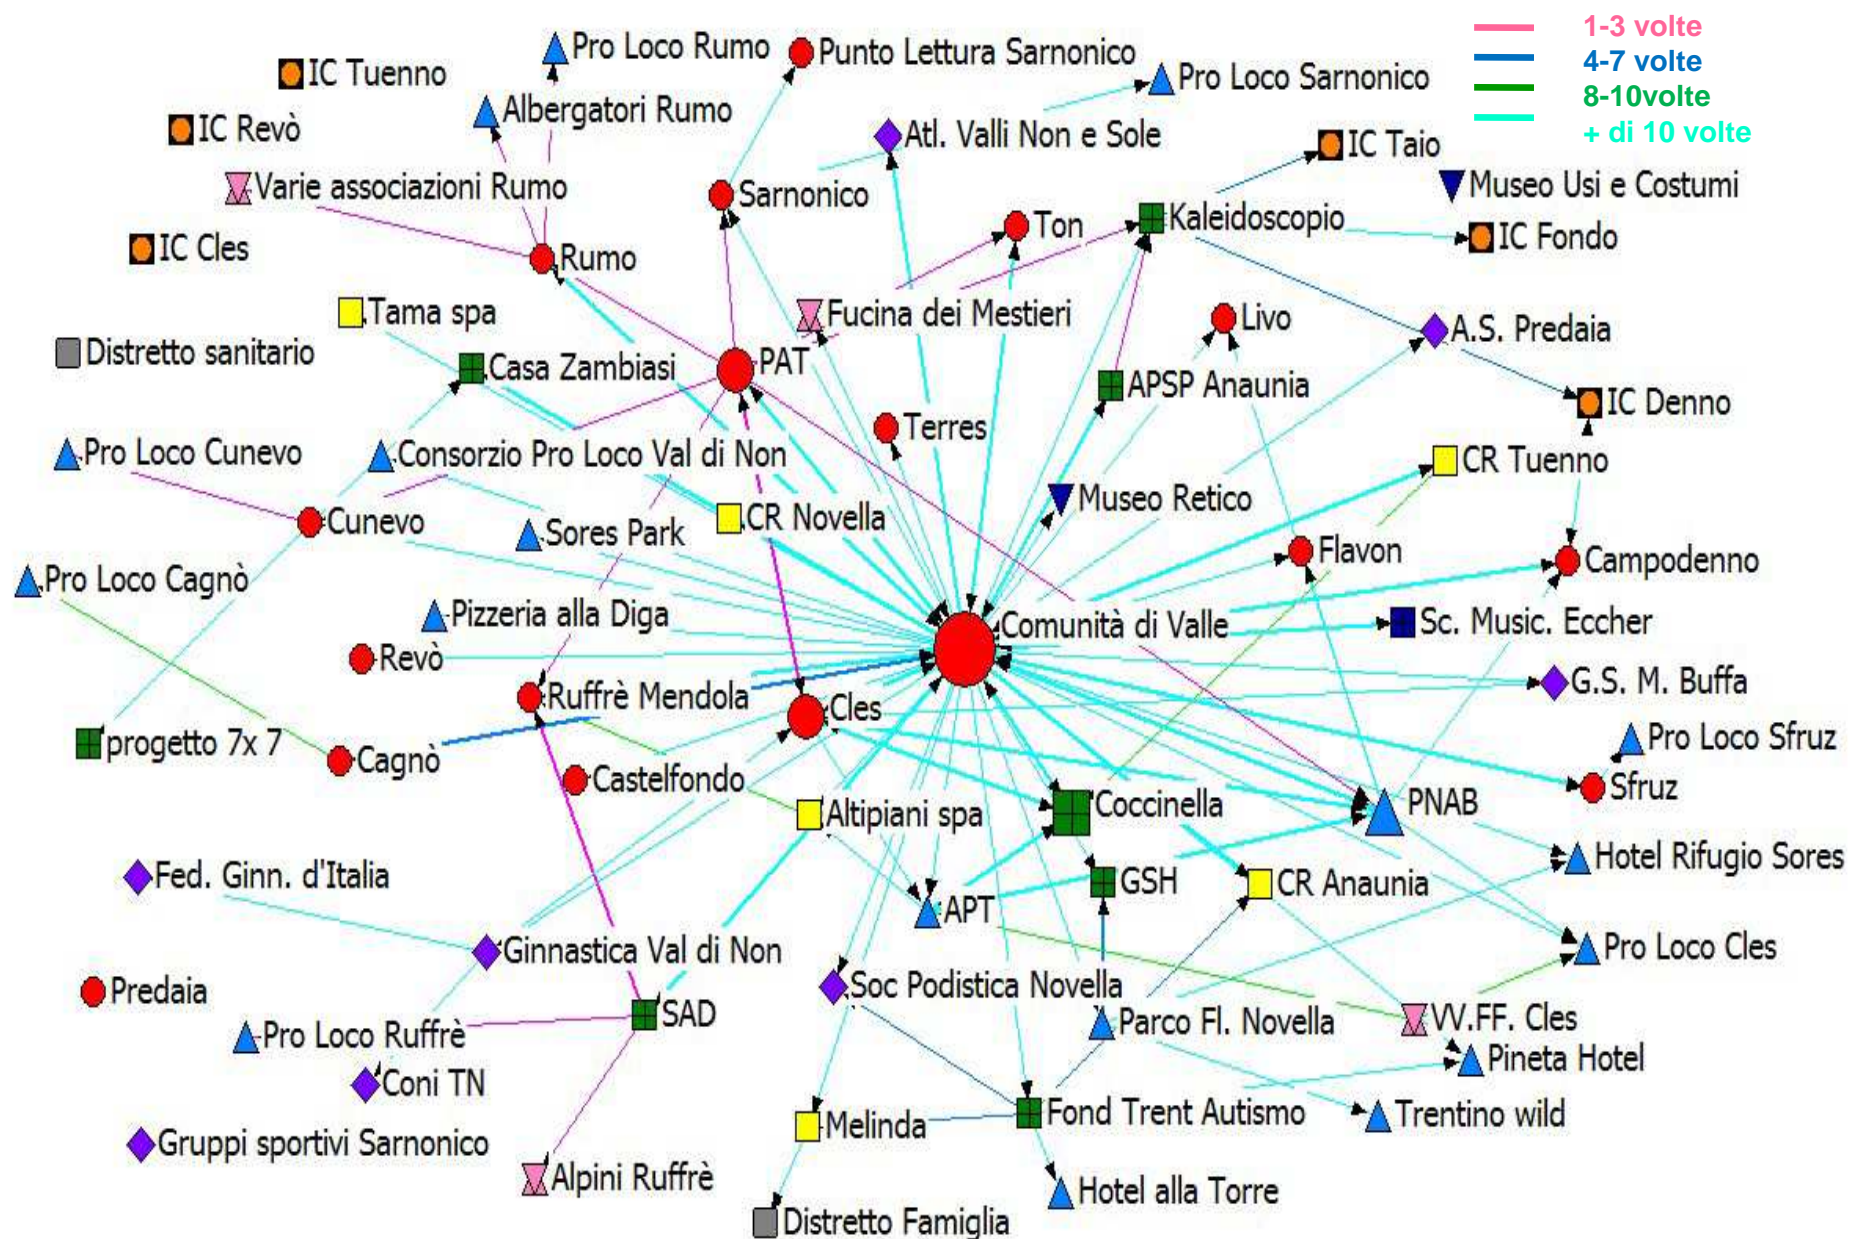 1-3 volte
4-7 volte
8-10volte
+ di 10 volte
Pro Loco Rumo
Punto Lettura Sarnonico
IC Tuenno
Pro Loco Sarnonico
Albergatori Rumo
IC Revò
Atl. Valli Non e Sole
IC Taio
Varie associazioni Rumo
Sarnonico
Museo Usi e Costumi
Ton
Kaleidoscopio
IC Fondo
IC Cles
Rumo
Tama spa
Fucina dei Mestieri
Livo
A.S. Predaia
Distretto sanitario
Casa Zambiasi
PAT
APSP Anaunia
IC Denno
Terres
Pro Loco Cunevo
Consorzio Pro Loco Val di Non
CR Tuenno
Museo Retico
Cunevo
Sores Park
CR Novella
Flavon
Campodenno
Pro Loco Cagnò
Pizzeria alla Diga
Comunità di Valle
Sc. Music. Eccher
Revò
Ruffrè Mendola
Cles
G.S. M. Buffa
progetto 7x 7
Cagnò
Pro Loco Sfruz
Castelfondo
Sfruz
Altipiani spa
Coccinella
PNAB
Hotel Rifugio Sores
Fed. Ginn. d'Italia
GSH
CR Anaunia
APT
Ginnastica Val di Non
Pro Loco Cles
Predaia
Soc Podistica Novella
SAD
Parco Fl. Novella
VV.FF. Cles
Pro Loco Ruffrè
Pineta Hotel
Coni TN
Melinda
Fond Trent Autismo
Trentino wild
Gruppi sportivi Sarnonico
Alpini Ruffrè
Hotel alla Torre
Distretto Famiglia